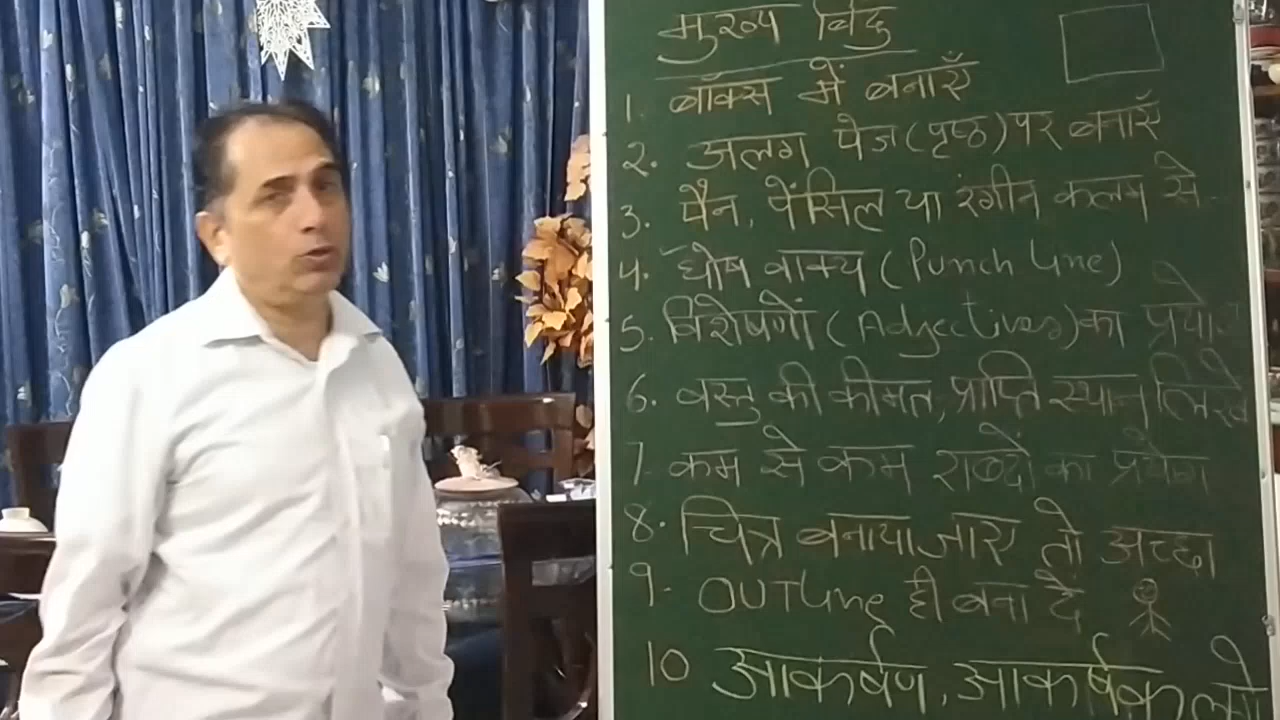 मुख्य बिंदु
1. बॉक्स में बनाएँ
2. अलग पेज (पृष्ठ) पर बनाएँ
3. पैन, पेंसिल या रंगीन कलम से
4. घोष वाक्य (Punch line)
5. विशेषणों (Adjectives) का
6. वस्तु की कीमत, प्राप्ति स्थान लिखें
7. कम से कम शब्दों का प्रयोग
8. चित्र बनाया जाए तो अच्छा
9. OUTline ही बना दें
10 आकर्षण, आकर्षक लगे